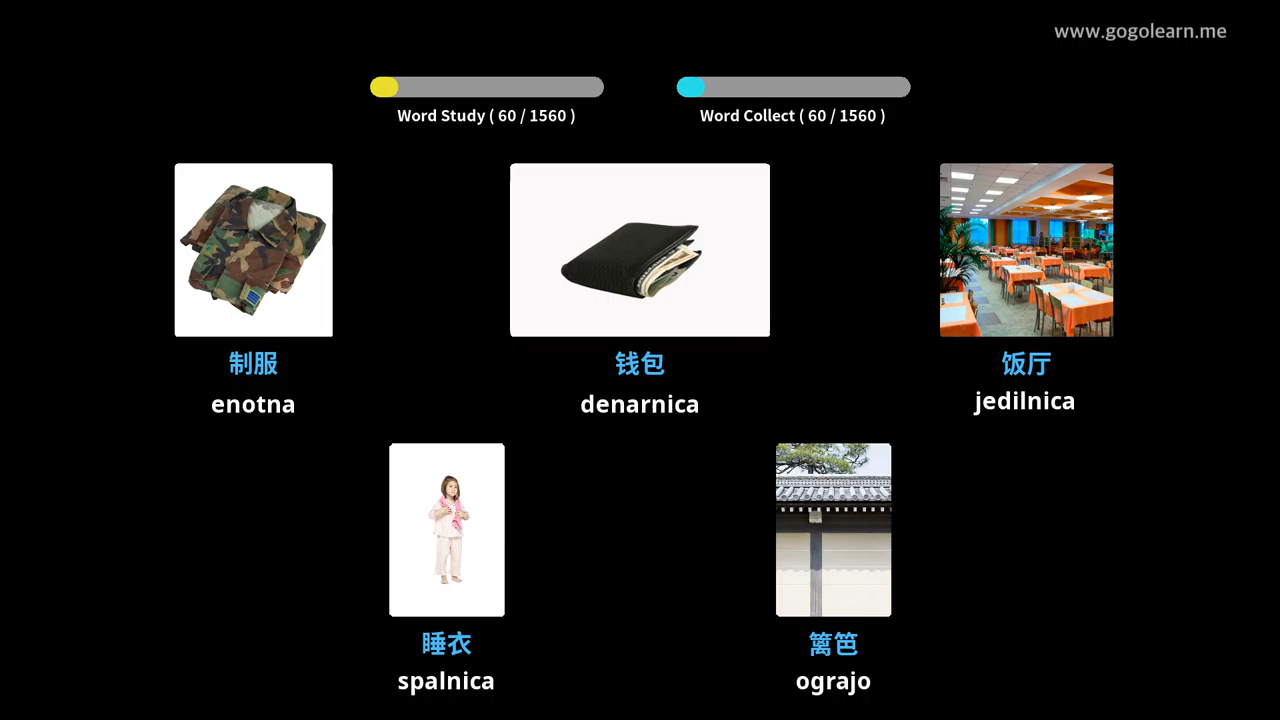 www.gogolearn.me
Word Study ( 60 / 1560 )
Word Collect ( 60 / 1560 )
制服
enotna
钱包
denarnica
饭厅
jedilnica
睡衣
spalnica
篱笆
ograjo